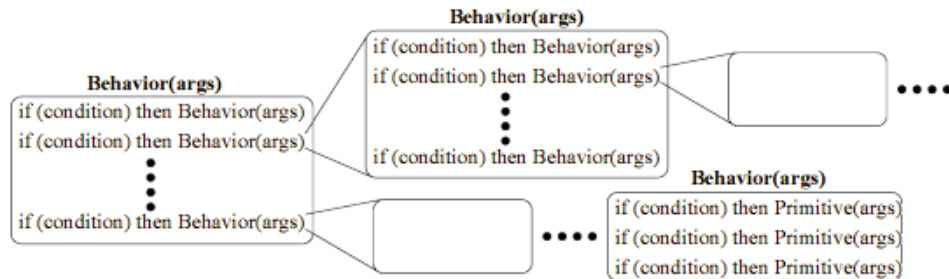 Behavior(args)
if (condition) then Behavior(args)
if (condition) then Behavior(args)
if (condition) then Behavior(args)
Behavior(args)
if (condition) then Behavior(args)
if (condition) then Behavior(args)
if (condition) then Behavior(args)
Behavior(args)
if (condition) then Primitive(args)
if (condition) then Primitive(args)
if (condition) then Primitive(args)